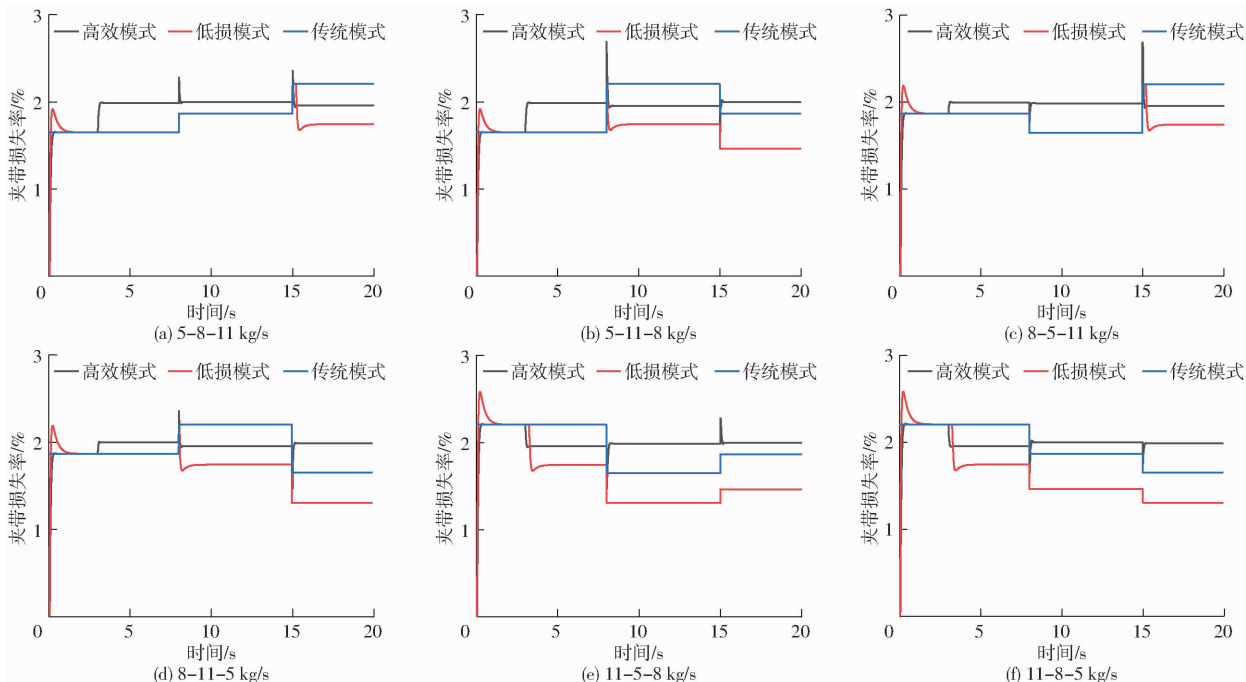 3
高效模式 低损模式 传统模式
2
夹带损失率/%
1
0 5 10 15 20
时间/s
(a) 5-8-11 kg/s
3
高效模式 低损模式 传统模式
2
夹带损失率/%
1
0 5 10 15 20
时间/s
(b) 5-11-8 kg/s
3
高效模式 低损模式 传统模式
2
夹带损失率/%
1
0 5 10 15 20
时间/s
(c) 8-5-11 kg/s
3
高效模式 低损模式 传统模式
2
夹带损失率/%
1
0 5 10 15 20
时间/s
(d) 8-11-5 kg/s
3
高效模式 低损模式 传统模式
2
夹带损失率/%
1
0 5 10 15 20
时间/s
(e) 11-5-8 kg/s
3
高效模式 低损模式 传统模式
2
夹带损失率/%
1
0 5 10 15 20
时间/s
(f) 11-8-5 kg/s